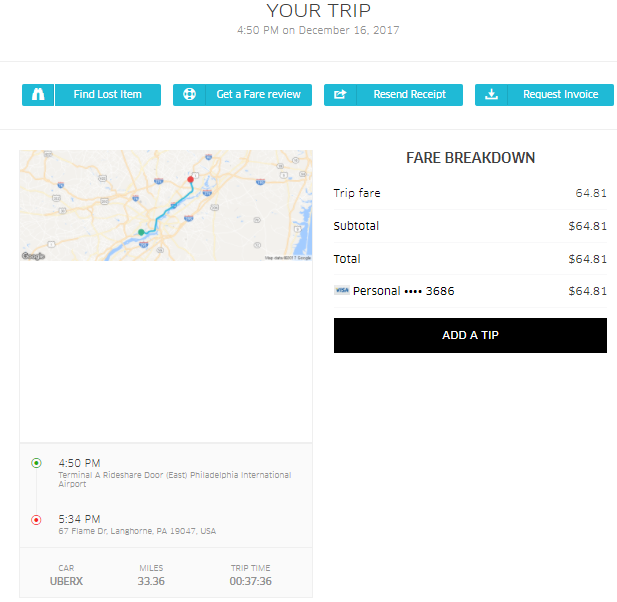 YOUR TRIP
4:50 PM on December 16, 2017
Find Lost Item
Get a Fare review
Resend Receipt
Request Invoice
FARE BREAKDOWN
Trip fare 64.81
Subtotal $64.81
Total $64.81
VISA Personal •••• 3686 $64.81
ADD A TIP
Google
Map data ©2017 Google
4:50 PM
Terminal A Rideshare Door (East) Philadelphia International
Airport
5:34 PM
67 Flame Dr, Langhorne, PA 19047, USA
CAR MILES TRIP TIME
UBERX 33.36 00:37:36